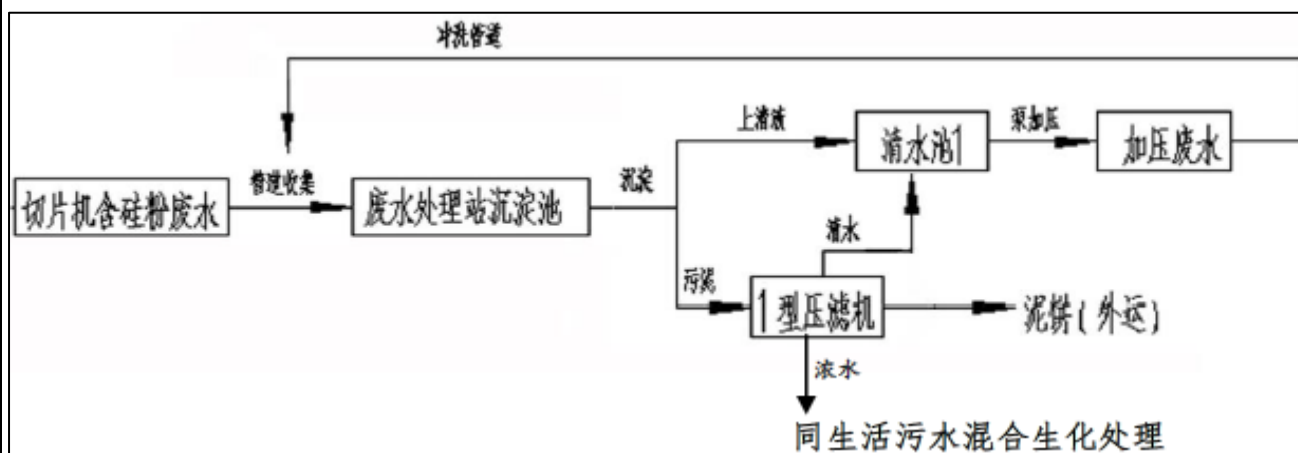 冲洗管道
上清液
清水池1
泵加压
加压废水
切片机含硅粉废水
管道收集
废水处理站沉淀池
沉淀
清水
污泥
1型压滤机
泥饼(外运)
浓水
同生活污水混合生化处理